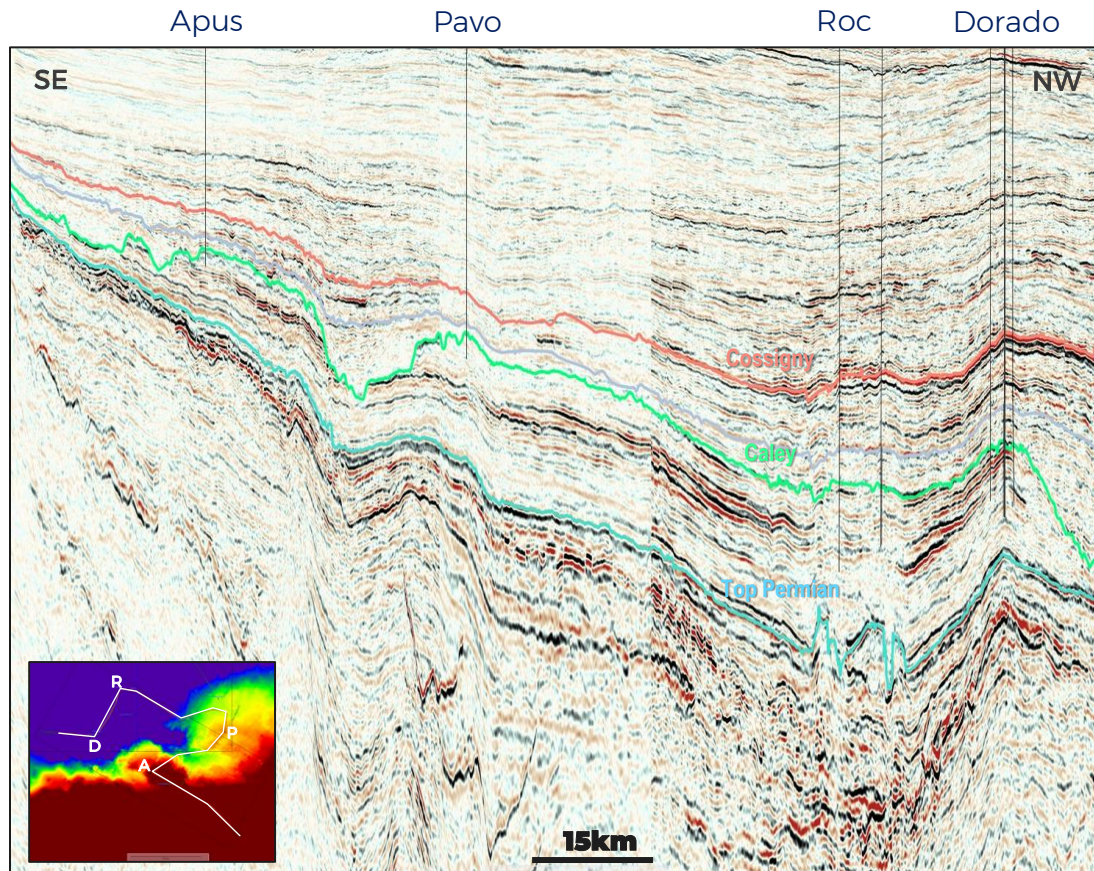 Apus Pavo Roc Dorado
SE NW
Cossigny
Caley
Top Permian
R
P
D
A
15km